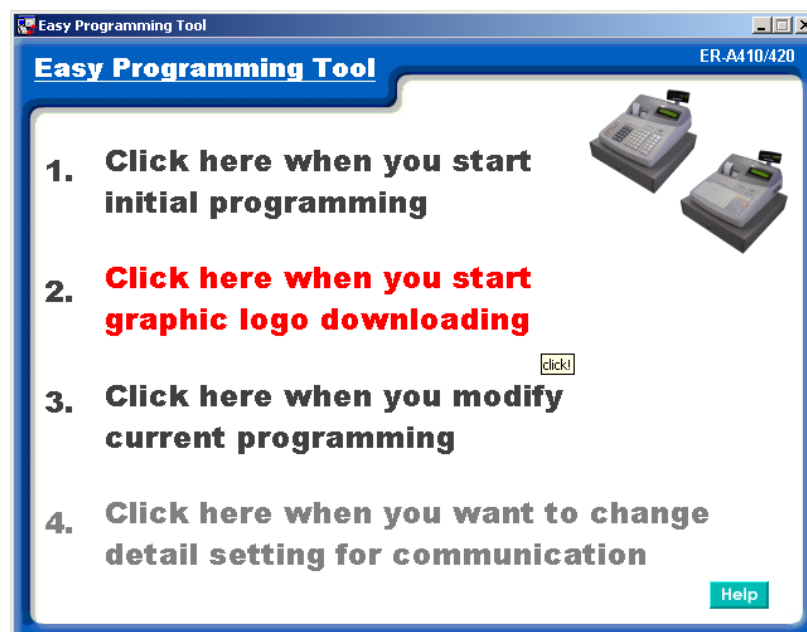 Easy Programming Tool
Easy Programming Tool
ER-A410/420
1. Click here when you start
initial programming
2. Click here when you start
graphic logo downloading
click!
3. Click here when you modify
current programming
4. Click here when you want to change
detail setting for communication
Help